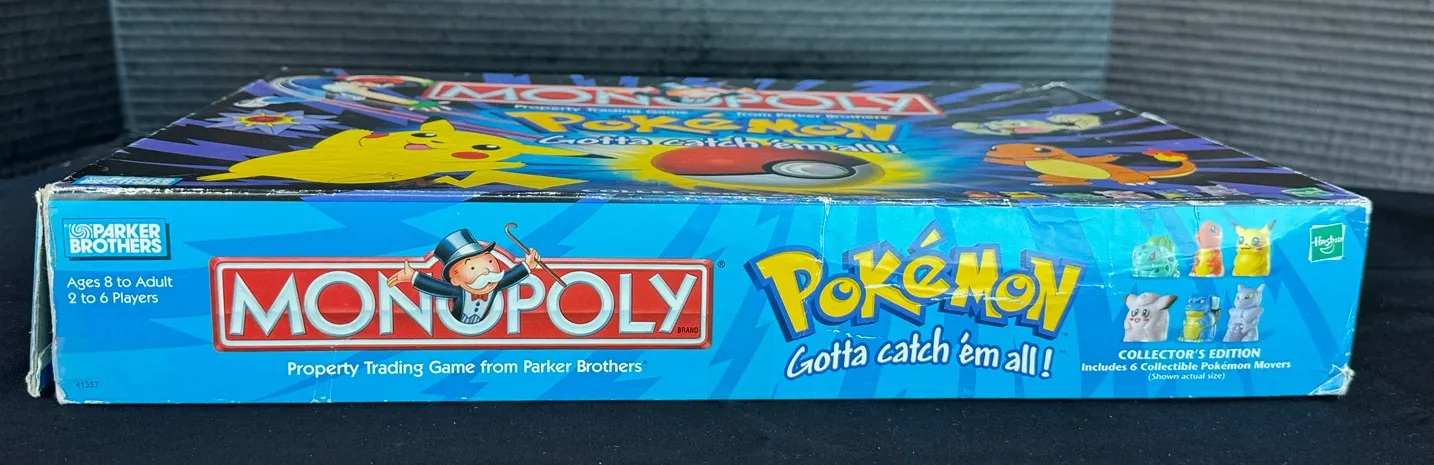 MONOPOLY
Property Trading Game from Parker Brothers®
POKéMON
Gotta catch 'em all!
PARKER BROTHERS
Ages 8 to Adult
2 to 6 Players
MONOPOLY®
BRAND
Property Trading Game from Parker Brothers®
41357
POKéMON™
Gotta catch 'em all!™
Hasbro
COLLECTOR'S EDITION
Includes 6 Collectible Pokémon Movers
(Shown actual size)